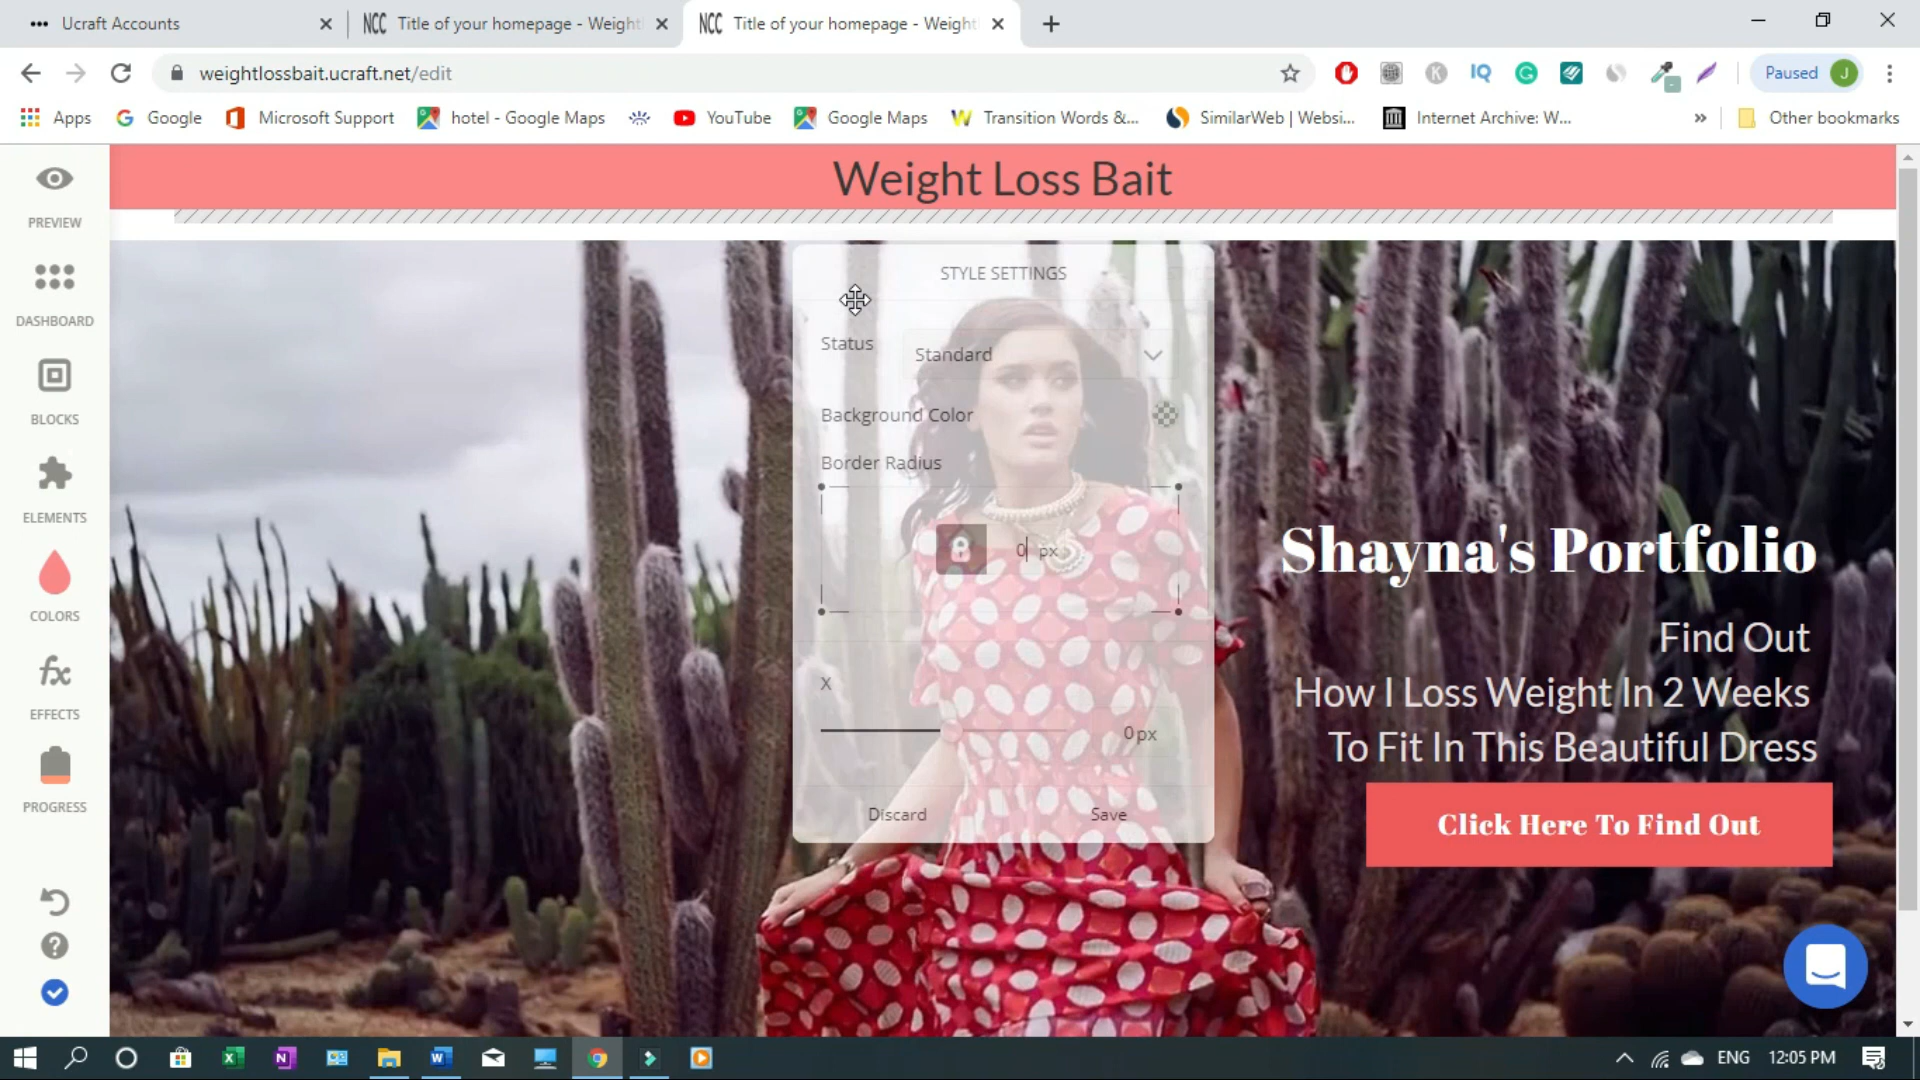 Ucraft Accounts
NCC Title of your homepage - Weight
NCC Title of your homepage - Weight
weightlossbait.ucraft.net/edit
IQ
K
G
Paused J
Apps
Google
Microsoft Support
hotel - Google Maps
YouTube
Google Maps
Transition Words &...
SimilarWeb | Websi...
Internet Archive: W...
Other bookmarks
PREVIEW
DASHBOARD
BLOCKS
ELEMENTS
COLORS
fx
EFFECTS
PROGRESS
Weight Loss Bait
STYLE SETTINGS
Status
Standard
Background Color
Border Radius
0 px
X
0px
Discard
Save
Shayna's Portfolio
Find Out
How I Loss Weight In 2 Weeks
To Fit In This Beautiful Dress
Click Here To Find Out
ENG
12:05 PM